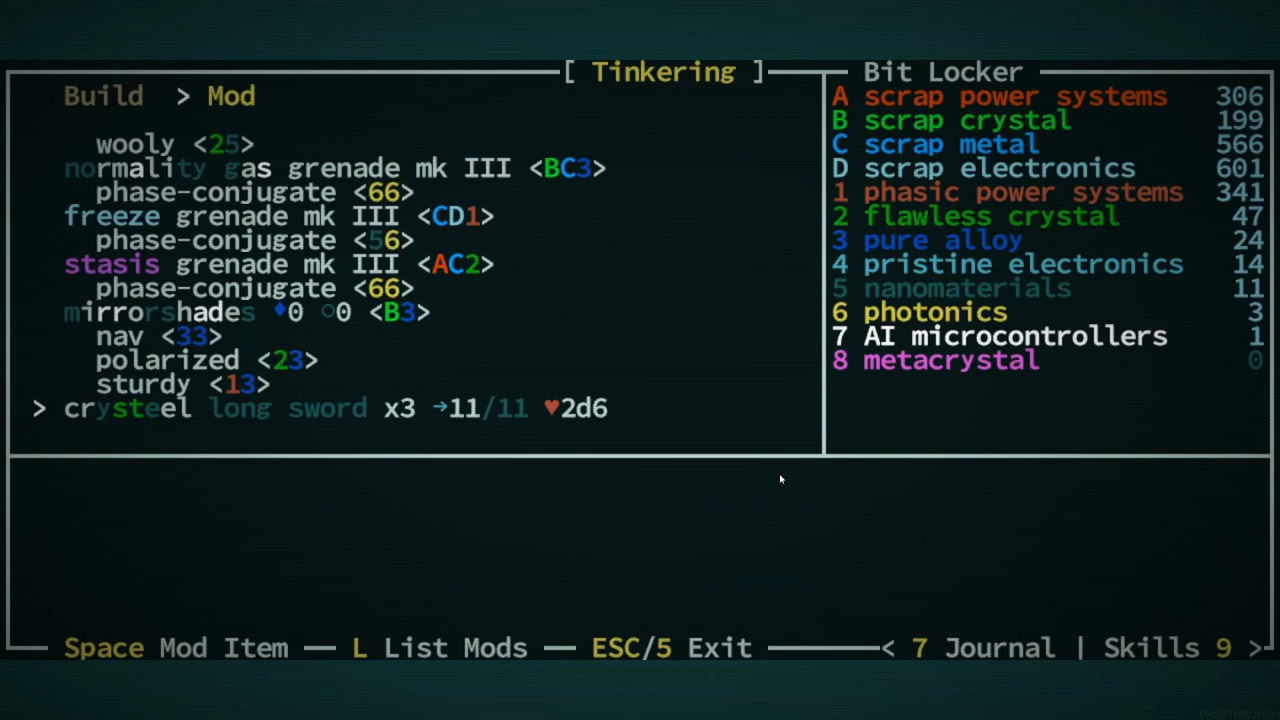 [ Tinkering ]
Build > Mod
wooly <25>
normality gas grenade mk III <BC3>
phase-conjugate <66>
freeze grenade mk III <CD1>
phase-conjugate <56>
stasis grenade mk III <AC2>
phase-conjugate <66>
mirrorshades ♦0 ○0 <B3>
nav <33>
polarized <23>
sturdy <13>
> crysteel long sword x3 →11/11 ♥2d6
Bit Locker
A scrap power systems 306
B scrap crystal 199
C scrap metal 566
D scrap electronics 601
1 phasic power systems 341
2 flawless crystal 47
3 pure alloy 24
4 pristine electronics 14
5 nanomaterials 11
6 photonics 3
7 AI microcontrollers 1
8 metacrystal 0
Space Mod Item — L List Mods — ESC/5 Exit
< 7 Journal | Skills 9 >